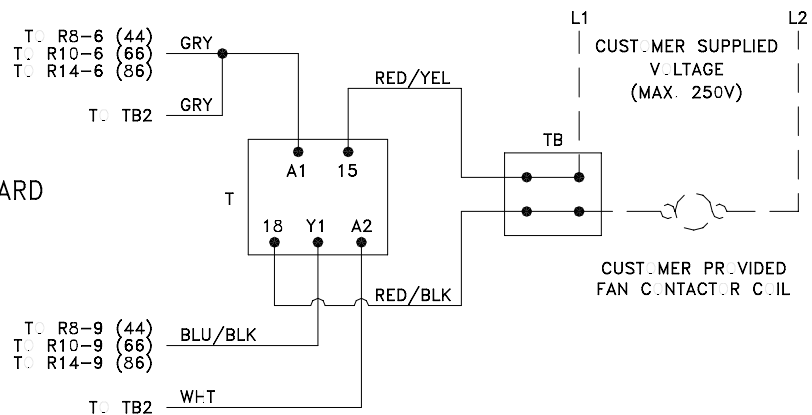 L1 L2
TO R8-6 (44)
TO R10-6 (66)
TO R14-6 (86)
GRY
CUSTOMER SUPPLIED
VOLTAGE
(MAX. 250V)
RED/YEL
GRY
TO TB2
TB
A1 15
ARD
T
18 Y1 A2
CUSTOMER PROVIDED
FAN CONTACTOR COIL
RED/BLK
TO R8-9 (44)
TO R10-9 (66)
TO R14-9 (86)
BLU/BLK
WHT
TO TB2